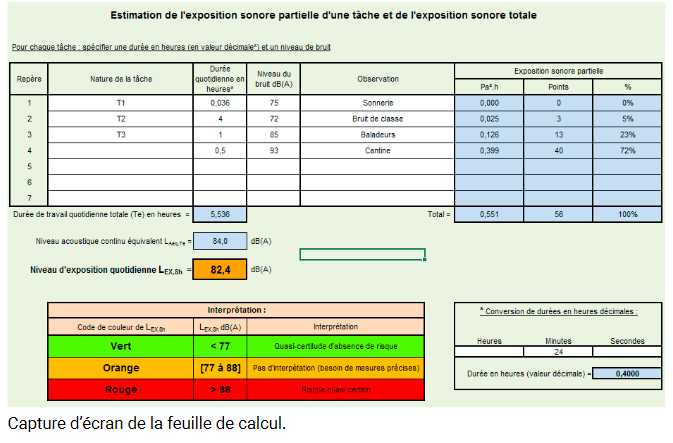 Estimation de l'exposition sonore partielle d'une tâche et de l'exposition sonore totale
Pour chaque tâche : spécifier une durée en heures (en valeur décimale*) et un niveau de bruit
Repère Nature de la tâche Durée quotidienne en heures* Niveau du bruit dB(A) Observation Exposition sonore partielle
Pa².h Points %
1 T1 0,036 75 Sonnerie 0,000 0 0%
2 T2 4 72 Bruit de classe 0,025 3 5%
3 T3 1 85 Baladeurs 0,126 13 23%
4 0,5 93 Cantine 0,399 40 72%
5
6
7
Durée de travail quotidienne totale (Te) en heures = 5,536 Total = 0,551 56 100%
Niveau acoustique continu équivalent LAeq,Te = 84,0 dB(A)
Niveau d'exposition quotidienne LEX,8h = 82,4 dB(A)
Interprétation :
Code de couleur de LEX,8h LEX,8h dB(A) Interprétation
Vert < 77 Quasi-certitude d'absence de risque
Orange [77 à 88] Pas d'interpétation (besoin de mesures précises)
Rouge > 88 Risque quasi certain
* Conversion de durées en heures décimales :
Heures Minutes Secondes
24
Durée en heures (valeur décimale) = 0,4000
Capture d'écran de la feuille de calcul.